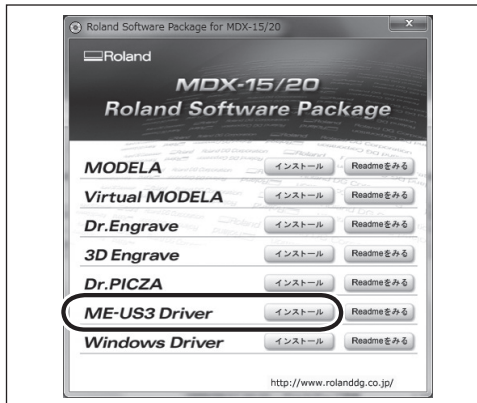 Roland Software Package for MDX-15/20
x
Roland
MDX-15/20
Roland Software Package
MODELA インストール Readmeをみる
Virtual MODELA インストール Readmeをみる
Dr.Engrave インストール Readmeをみる
3D Engrave インストール Readmeをみる
Dr.PICZA インストール Readmeをみる
ME-US3 Driver インストール Readmeをみる
Windows Driver インストール Readmeをみる
http://www.rolanddg.co.jp/